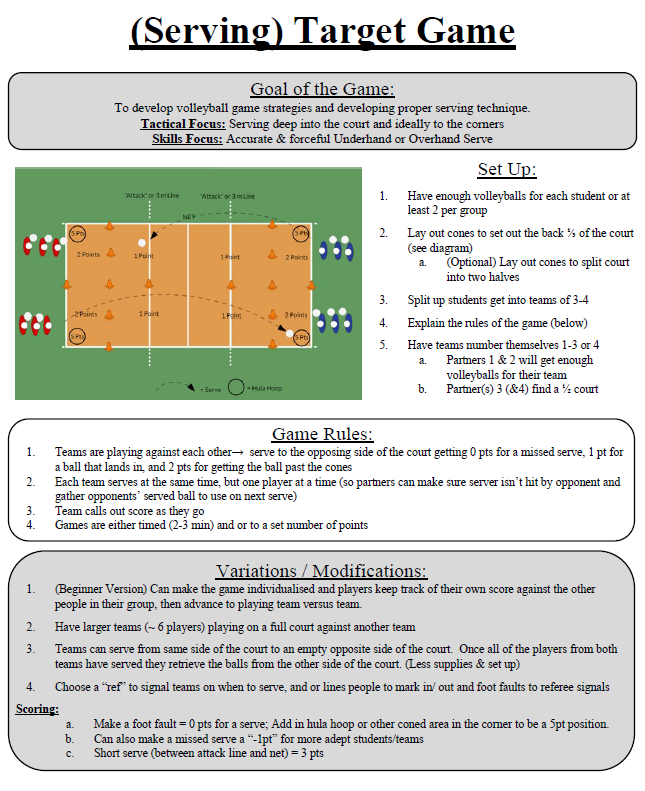 (Serving) Target Game
Goal of the Game:
To develop volleyball game strategies and developing proper serving technique.
Tactical Focus: Serving deep into the court and ideally to the corners
Skills Focus: Accurate & forceful Underhand or Overhand Serve
"Attack" or 3 m Line "Attack" or 3 m Line
NET
5 Pts 5 Pts
2 Points 1 Point 1 Point 2 Points
2 Points 1 Point 1 Point 2 Points
5 Pts 5 Pts
= Serve = Hula Hoop
Set Up:
1. Have enough volleyballs for each student or at
least 2 per group
2. Lay out cones to set out the back ⅓ of the court
(see diagram)
a. (Optional) Lay out cones to split court
into two halves
3. Split up students get into teams of 3-4
4. Explain the rules of the game (below)
5. Have teams number themselves 1-3 or 4
a. Partners 1 & 2 will get enough
volleyballs for their team
b. Partner(s) 3 (&4) find a ½ court
Game Rules:
1. Teams are playing against each other→ serve to the opposing side of the court getting 0 pts for a missed serve, 1 pt for
a ball that lands in, and 2 pts for getting the ball past the cones
2. Each team serves at the same time, but one player at a time (so partners can make sure server isn't hit by opponent and
gather opponents' served ball to use on next serve)
3. Team calls out score as they go
4. Games are either timed (2-3 min) and or to a set number of points
Variations / Modifications:
1. (Beginner Version) Can make the game individualised and players keep track of their own score against the other
people in their group, then advance to playing team versus team.
2. Have larger teams (~ 6 players) playing on a full court against another team
3. Teams can serve from same side of the court to an empty opposite side of the court. Once all of the players from both
teams have served they retrieve the balls from the other side of the court. (Less supplies & set up)
4. Choose a "ref" to signal teams on when to serve, and or lines people to mark in/ out and foot faults to referee signals
Scoring:
a. Make a foot fault = 0 pts for a serve; Add in hula hoop or other coned area in the corner to be a 5pt position.
b. Can also make a missed serve a "-1pt" for more adept students/teams
c. Short serve (between attack line and net) = 3 pts